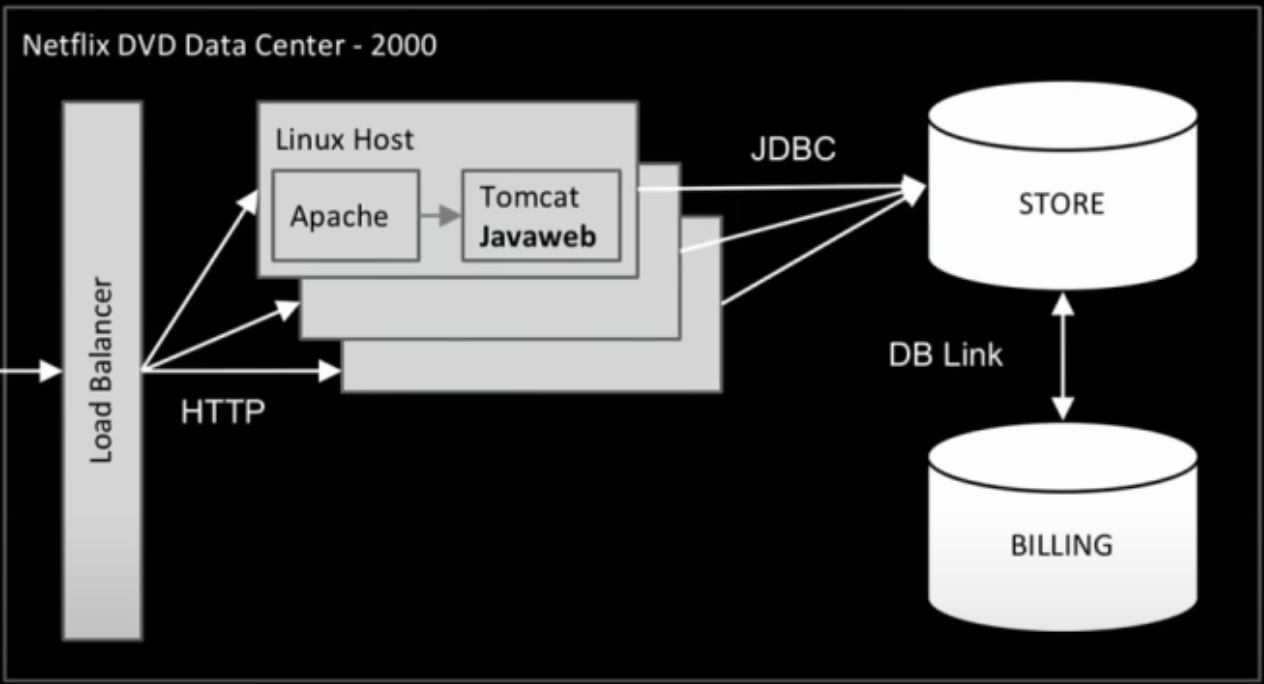 Netflix DVD Data Center - 2000
Load Balancer
HTTP
Linux Host
Apache
Tomcat
Javaweb
JDBC
STORE
DB Link
BILLING